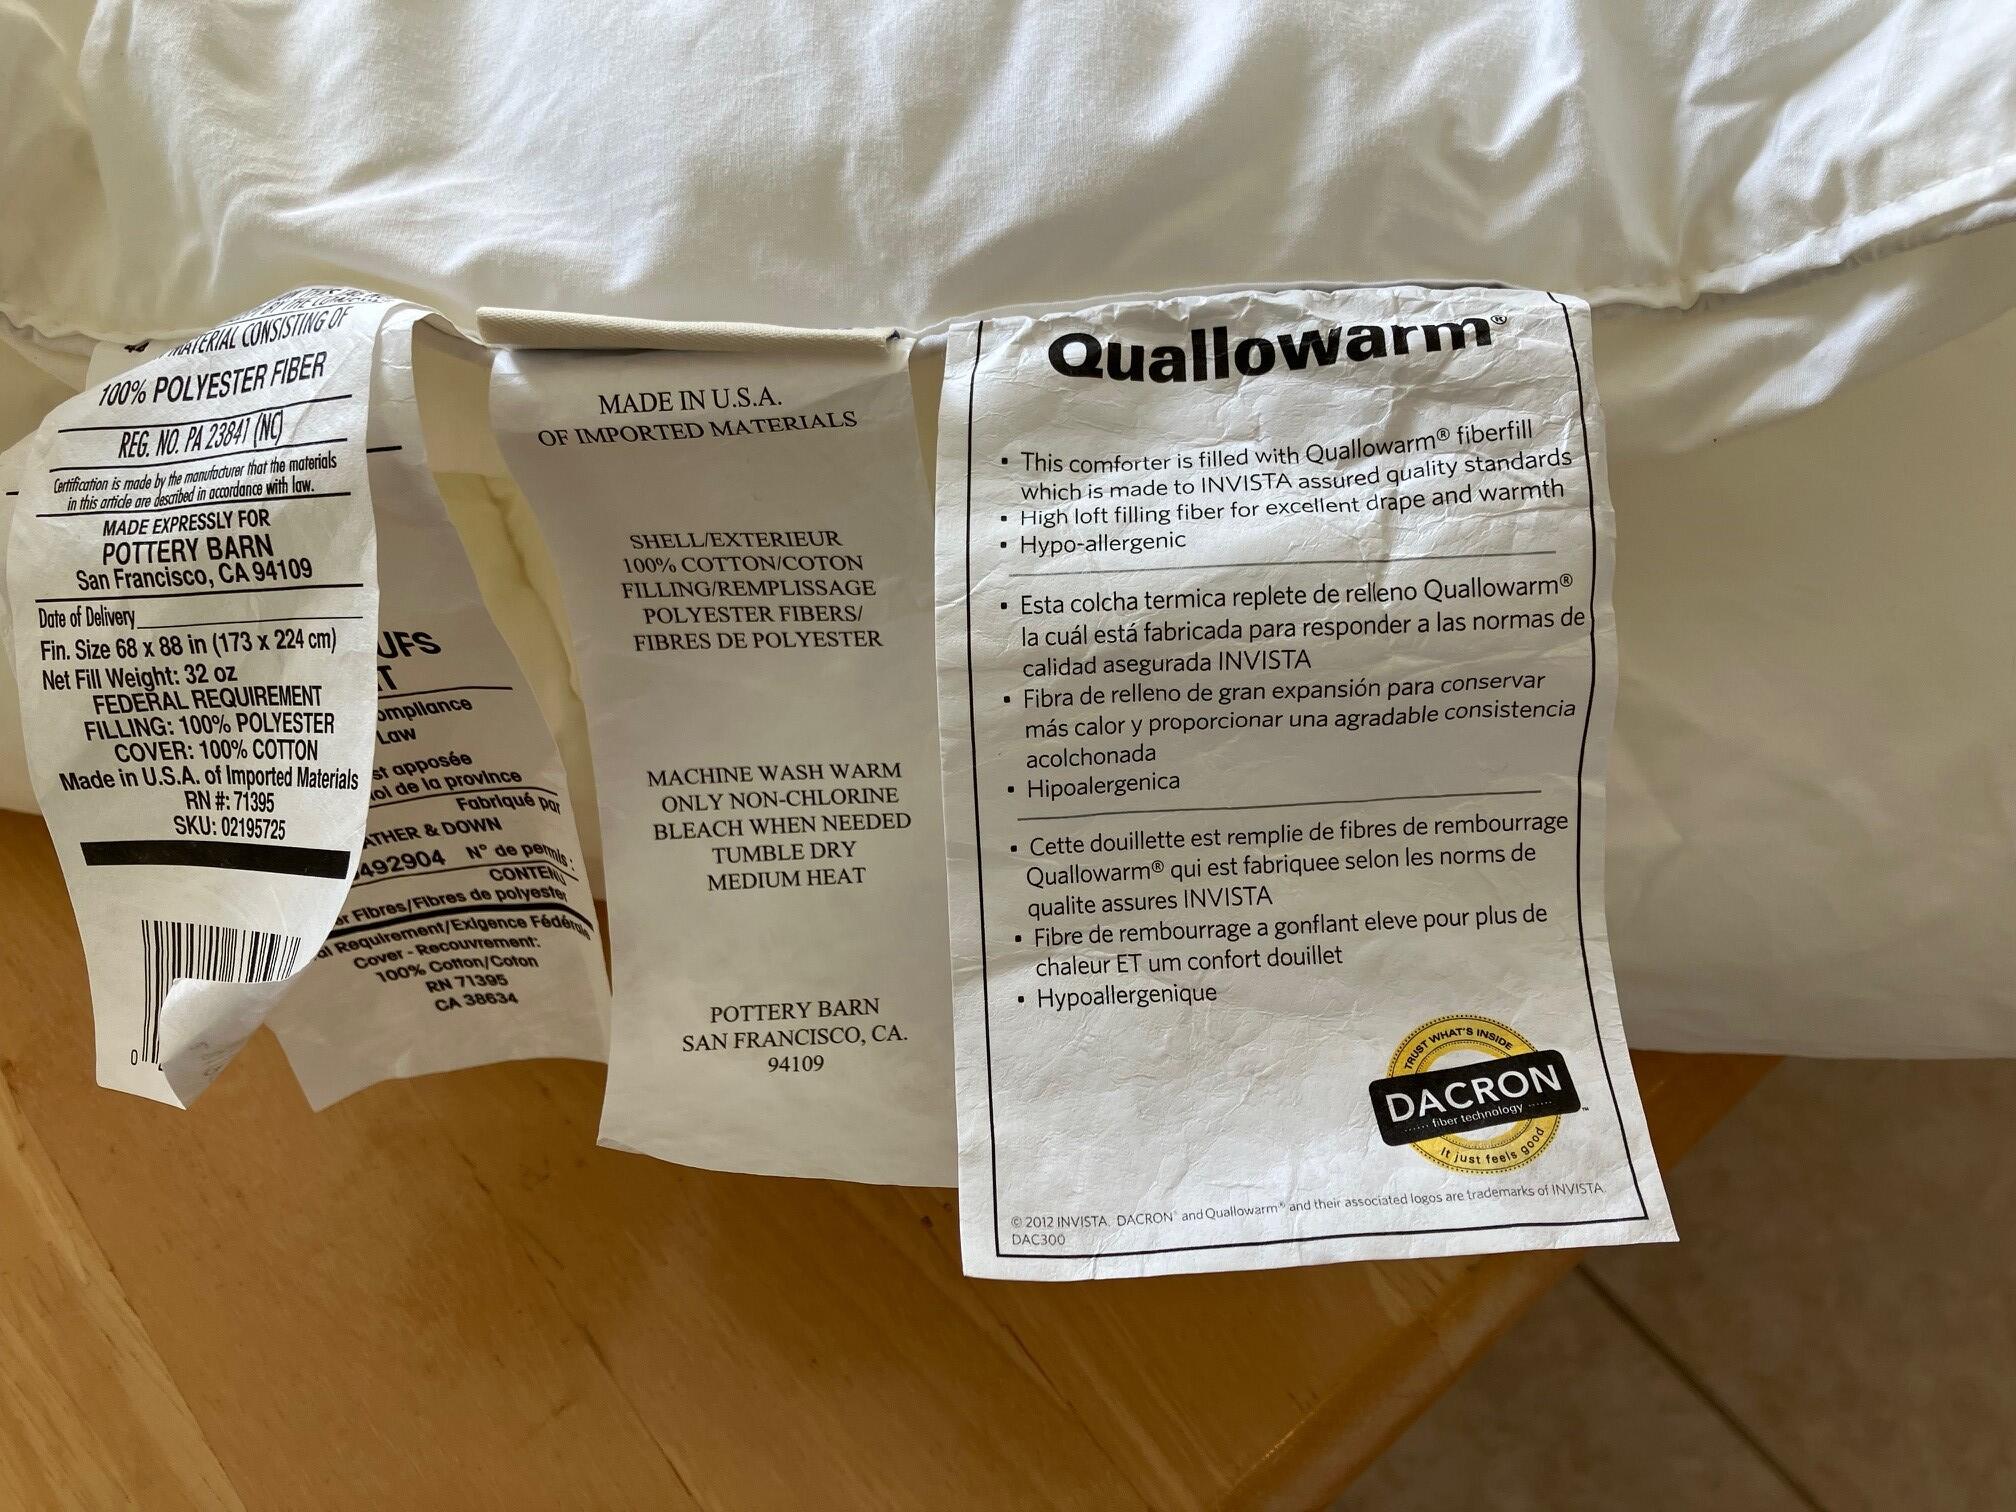 MATERIAL CONSISTING OF
100% POLYESTER FIBER
REG. NO. PA 23841 (NC)
Certification is made by the manufacturer that the materials
in this article are described in accordance with law.
MADE EXPRESSLY FOR
POTTERY BARN
San Francisco, CA 94109
Date of Delivery
Fin. Size 68 x 88 in (173 x 224 cm)
Net Fill Weight: 32 oz
FEDERAL REQUIREMENT
FILLING: 100% POLYESTER
COVER: 100% COTTON
Made in U.S.A. of Imported Materials
RN #: 71395
SKU: 02195725
0
UFS
T
ompliance
Law
st apposée
loi de la province
Fabriqué par
ATHER & DOWN
492904 N° de permis :
CONTENU
er Fibres/Fibres de polyester
al Requirement/Exigence Fédérale
Cover - Recouvrement:
100% Cotton/Coton
RN 71395
CA 38634
MADE IN U.S.A.
OF IMPORTED MATERIALS
SHELL/EXTERIEUR
100% COTTON/COTON
FILLING/REMPLISSAGE
POLYESTER FIBERS/
FIBRES DE POLYESTER
MACHINE WASH WARM
ONLY NON-CHLORINE
BLEACH WHEN NEEDED
TUMBLE DRY
MEDIUM HEAT
POTTERY BARN
SAN FRANCISCO, CA.
94109
Quallowarm®
• This comforter is filled with Quallowarm® fiberfill
which is made to INVISTA assured quality standards
• High loft filling fiber for excellent drape and warmth
• Hypo-allergenic
• Esta colcha termica replete de relleno Quallowarm®
la cuál está fabricada para responder a las normas de
calidad asegurada INVISTA
• Fibra de relleno de gran expansión para conservar
más calor y proporcionar una agradable consistencia
acolchonada
• Hipoalergenica
• Cette douillette est remplie de fibres de rembourrage
Quallowarm® qui est fabriquee selon les norms de
qualite assures INVISTA
• Fibre de rembourrage a gonflant eleve pour plus de
chaleur ET um confort douillet
• Hypoallergenique
TRUST WHAT'S INSIDE
DACRON™
fiber technology
It just feels good
© 2012 INVISTA. DACRON® and Quallowarm® and their associated logos are trademarks of INVISTA.
DAC300